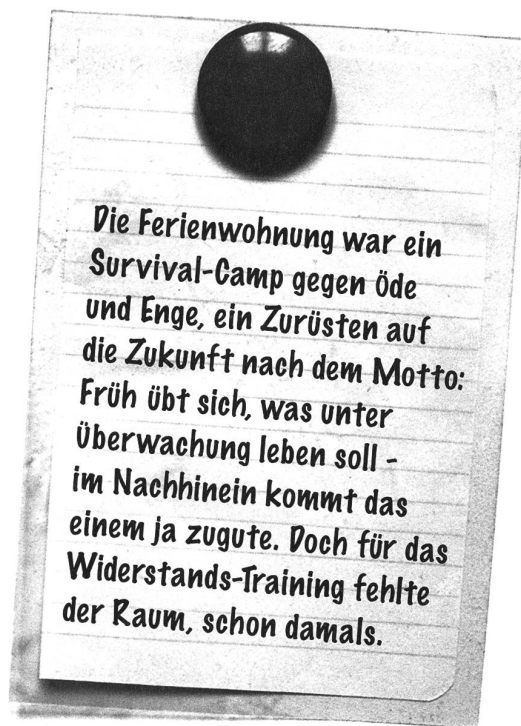 Die Ferienwohnung war ein
Survival-Camp gegen öde
und Enge, ein Zurüsten auf
die Zukunft nach dem Motto:
Früh übt sich, was unter
Überwachung leben soll -
im Nachhinein kommt das
einem ja zugute. Doch für das
Widerstands-Training fehlte
der Raum, schon damals.